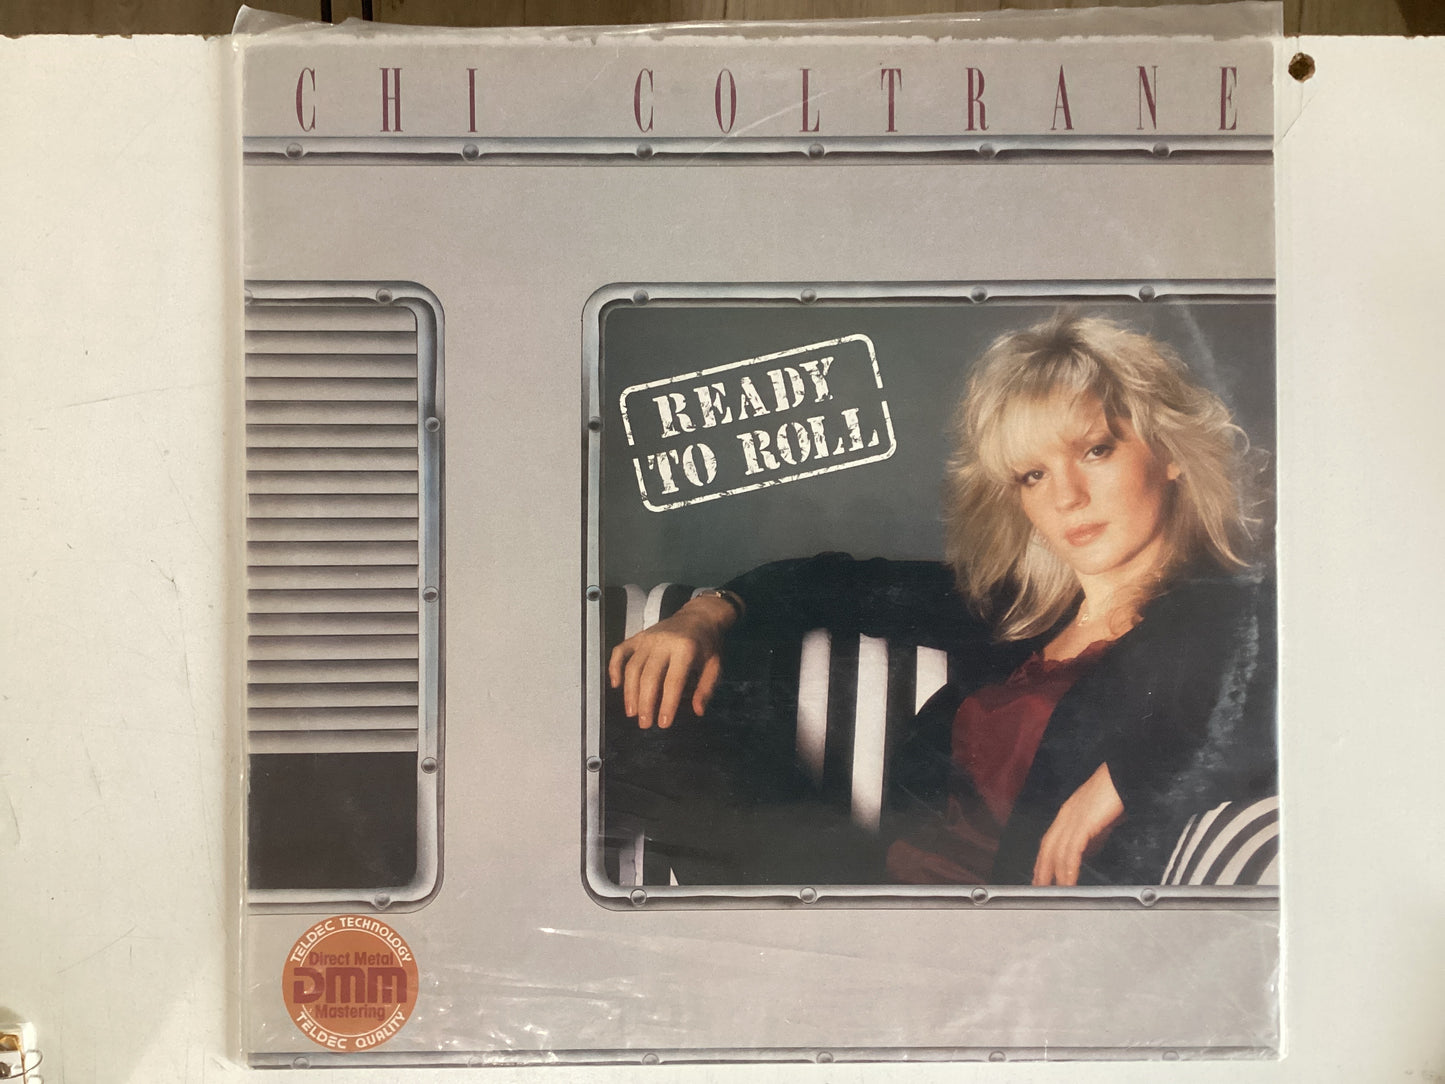 CHI COLTRANE
READY
TO ROLL
TELDEC TECHNOLOGY
Direct Metal
DMM
Mastering
TELDEC QUALITY